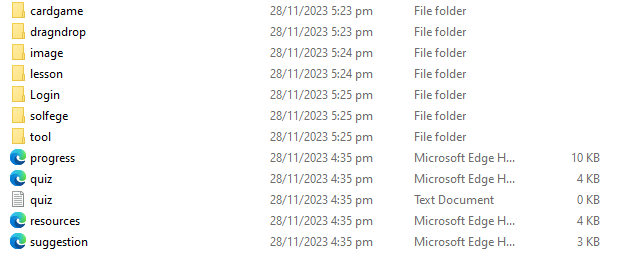 cardgame 28/11/2023 5:23 pm File folder
dragndrop 28/11/2023 5:23 pm File folder
image 28/11/2023 5:24 pm File folder
lesson 28/11/2023 5:24 pm File folder
Login 28/11/2023 5:25 pm File folder
solfege 28/11/2023 5:25 pm File folder
tool 28/11/2023 5:25 pm File folder
progress 28/11/2023 4:35 pm Microsoft Edge H... 10 KB
quiz 28/11/2023 4:35 pm Microsoft Edge H... 4 KB
quiz 28/11/2023 4:35 pm Text Document 0 KB
resources 28/11/2023 4:35 pm Microsoft Edge H... 4 KB
suggestion 28/11/2023 4:35 pm Microsoft Edge H... 3 KB